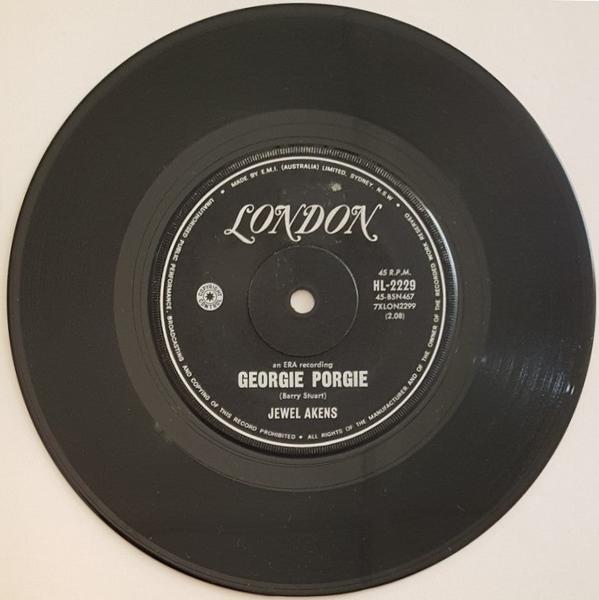 MADE BY E.M.I. (AUSTRALIA) LIMITED, SYDNEY, N.S.W.
LONDON
45 R.P.M.
HL-2229
45-BSN467
7XLON2299
(2.08)
an ERA recording
GEORGIE PORGIE
(Barry Stuart)
JEWEL AKENS
UNAUTHORISED PUBLIC PERFORMANCE, BROADCASTING AND COPYING OF THIS RECORD PROHIBITED • ALL RIGHTS OF THE MANUFACTURER AND OF THE OWNER OF THE RECORDED WORK RESERVED